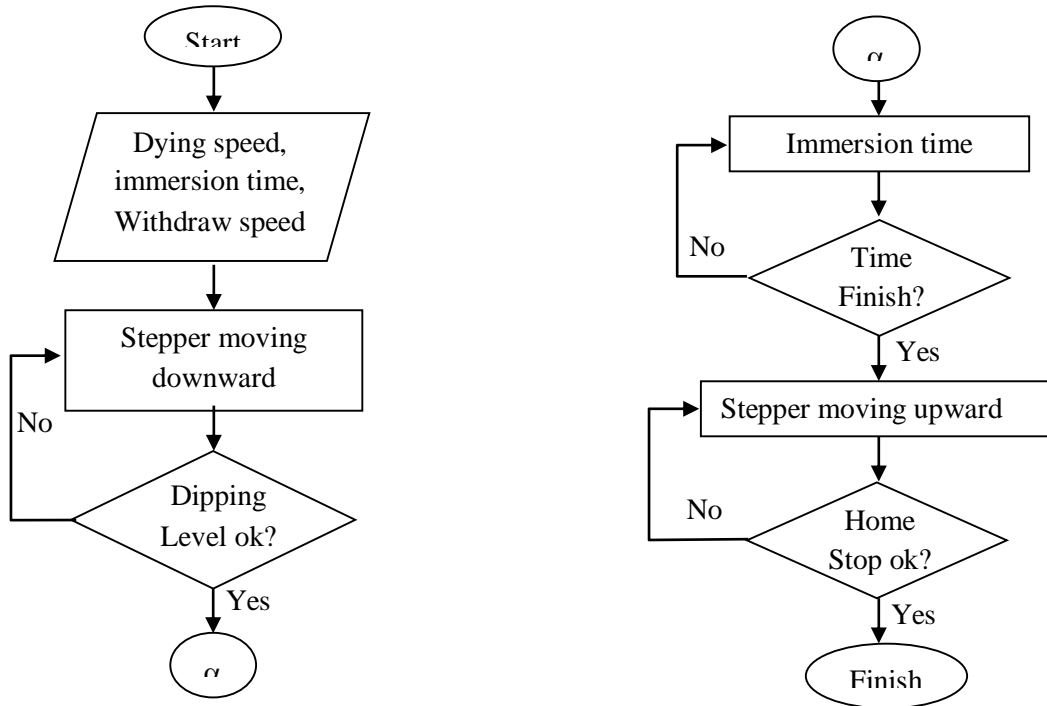 Start
Dying speed,
immersion time,
Withdraw speed
Stepper moving
downward
No
Dipping
Level ok?
Yes
α
α
Immersion time
No
Time
Finish?
Yes
Stepper moving upward
No
Home
Stop ok?
Yes
Finish